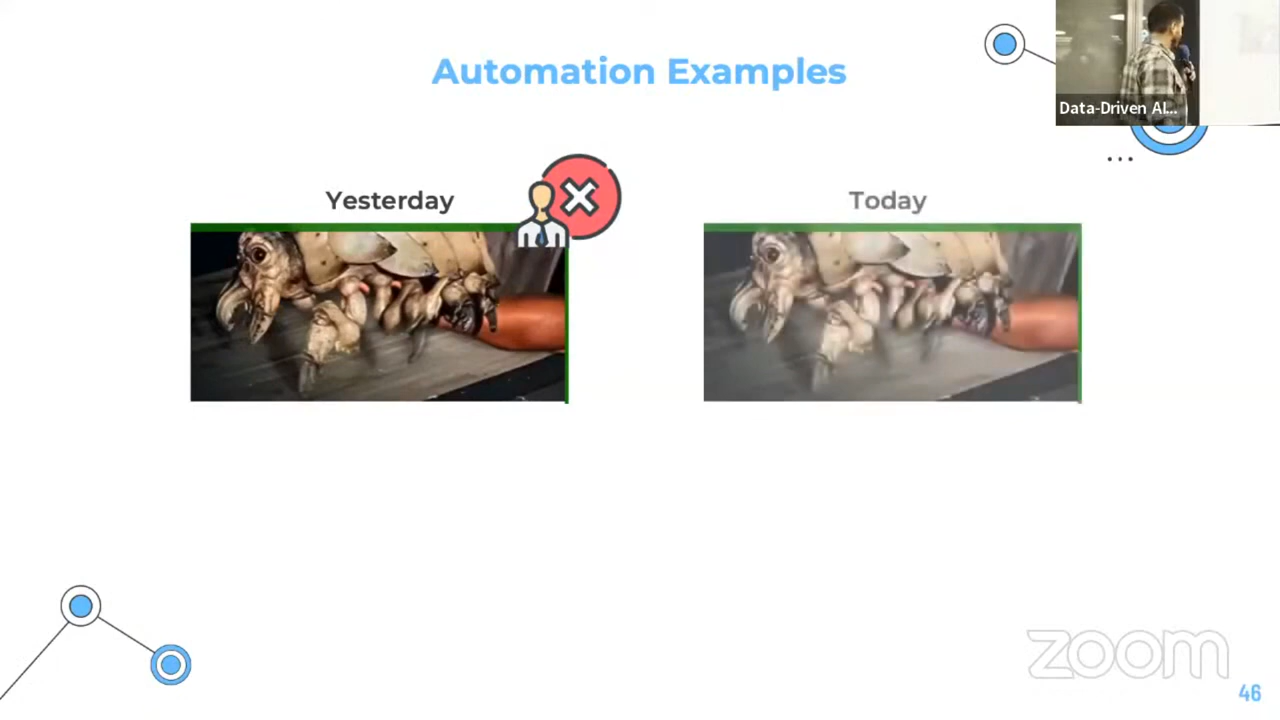 Automation Examples
Data-Driven AI...
Yesterday
Today
zoom
46